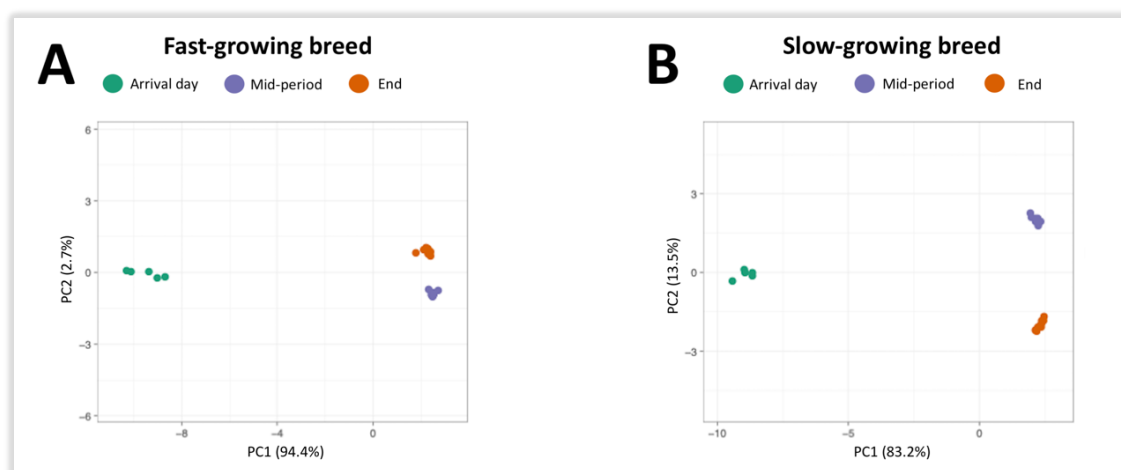 A
Fast-growing breed
Arrival day Mid-period End
6
3
0
−3
−6
PC2 (2.7%)
−8 −4 0
PC1 (94.4%)
B
Slow-growing breed
Arrival day Mid-period End
3
0
−3
PC2 (13.5%)
−10 −5 0
PC1 (83.2%)